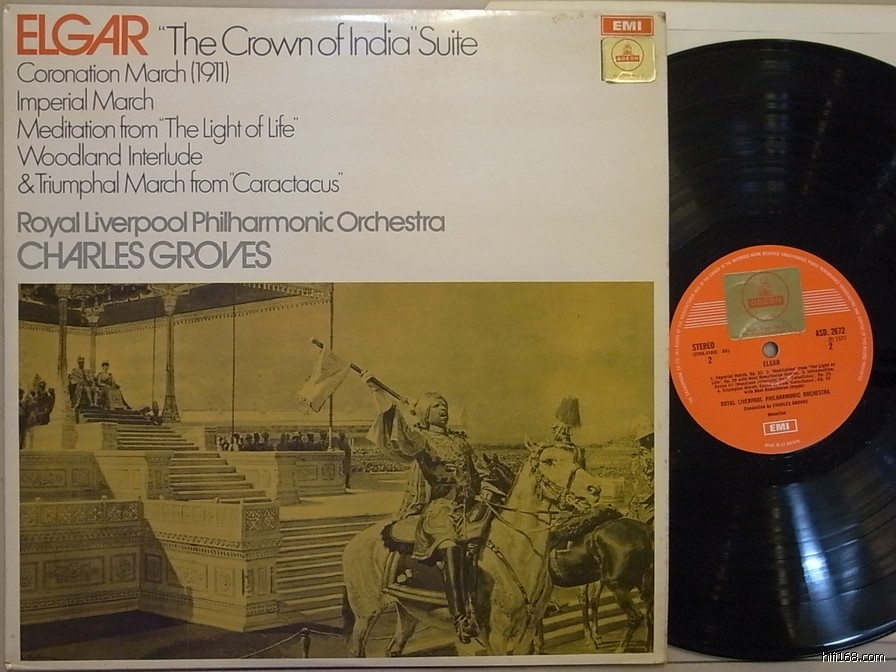 ELGAR "The Crown of India" Suite
Coronation March (1911)
Imperial March
Meditation from "The Light of Life"
Woodland Interlude
& Triumphal March from "Caractacus"
Royal Liverpool Philharmonic Orchestra
CHARLES GROVES
EMI
ODEON
ODEON
STEREO
ASD. 2672
2
2
ELGAR
ROYAL LIVERPOOL PHILHARMONIC ORCHESTRA
Conducted by CHARLES GROVES
EMI
hifi168.com